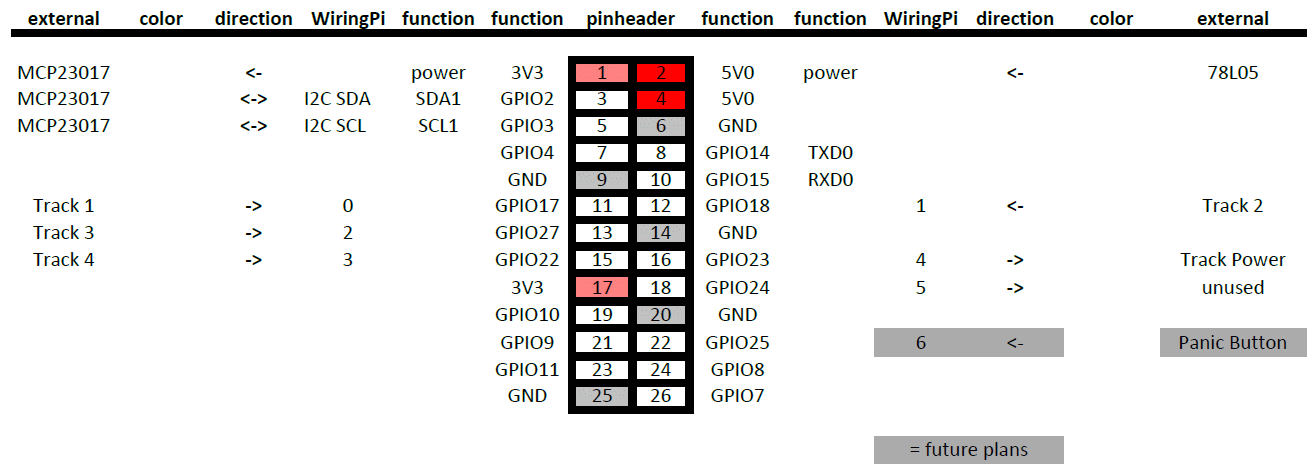 external color direction WiringPi function function pinheader function function WiringPi direction color external
MCP23017 <- power 3V3 1 2 5V0 power <- 78L05
MCP23017 <-> I2C SDA SDA1 GPIO2 3 4 5V0
MCP23017 <-> I2C SCL SCL1 GPIO3 5 6 GND
GPIO4 7 8 GPIO14 TXD0
GND 9 10 GPIO15 RXD0
Track 1 -> 0 GPIO17 11 12 GPIO18 1 <- Track 2
Track 3 -> 2 GPIO27 13 14 GND
Track 4 -> 3 GPIO22 15 16 GPIO23 4 -> Track Power
3V3 17 18 GPIO24 5 -> unused
GPIO10 19 20 GND
GPIO9 21 22 GPIO25 6 <- Panic Button
GPIO11 23 24 GPIO8
GND 25 26 GPIO7
= future plans